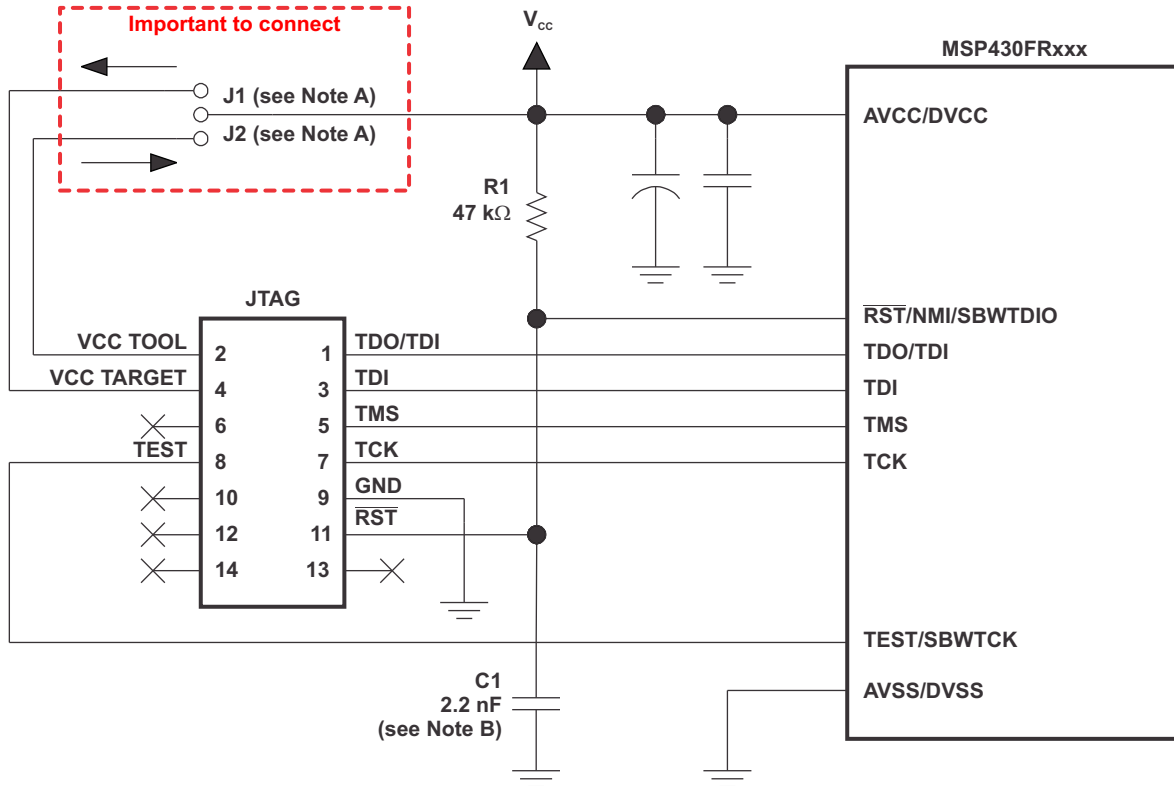 Important to connect
J1 (see Note A)
J2 (see Note A)
Vcc
MSP430FRxxx
AVCC/DVCC
R1
47 kΩ
JTAG
RST/NMI/SBWTDIO
VCC TOOL
2
1
TDO/TDI
TDO/TDI
VCC TARGET
4
3
TDI
TDI
6
5
TMS
TMS
TEST
8
7
TCK
TCK
10
9
GND
12
11
RST
14
13
TEST/SBWTCK
C1
2.2 nF
(see Note B)
AVSS/DVSS